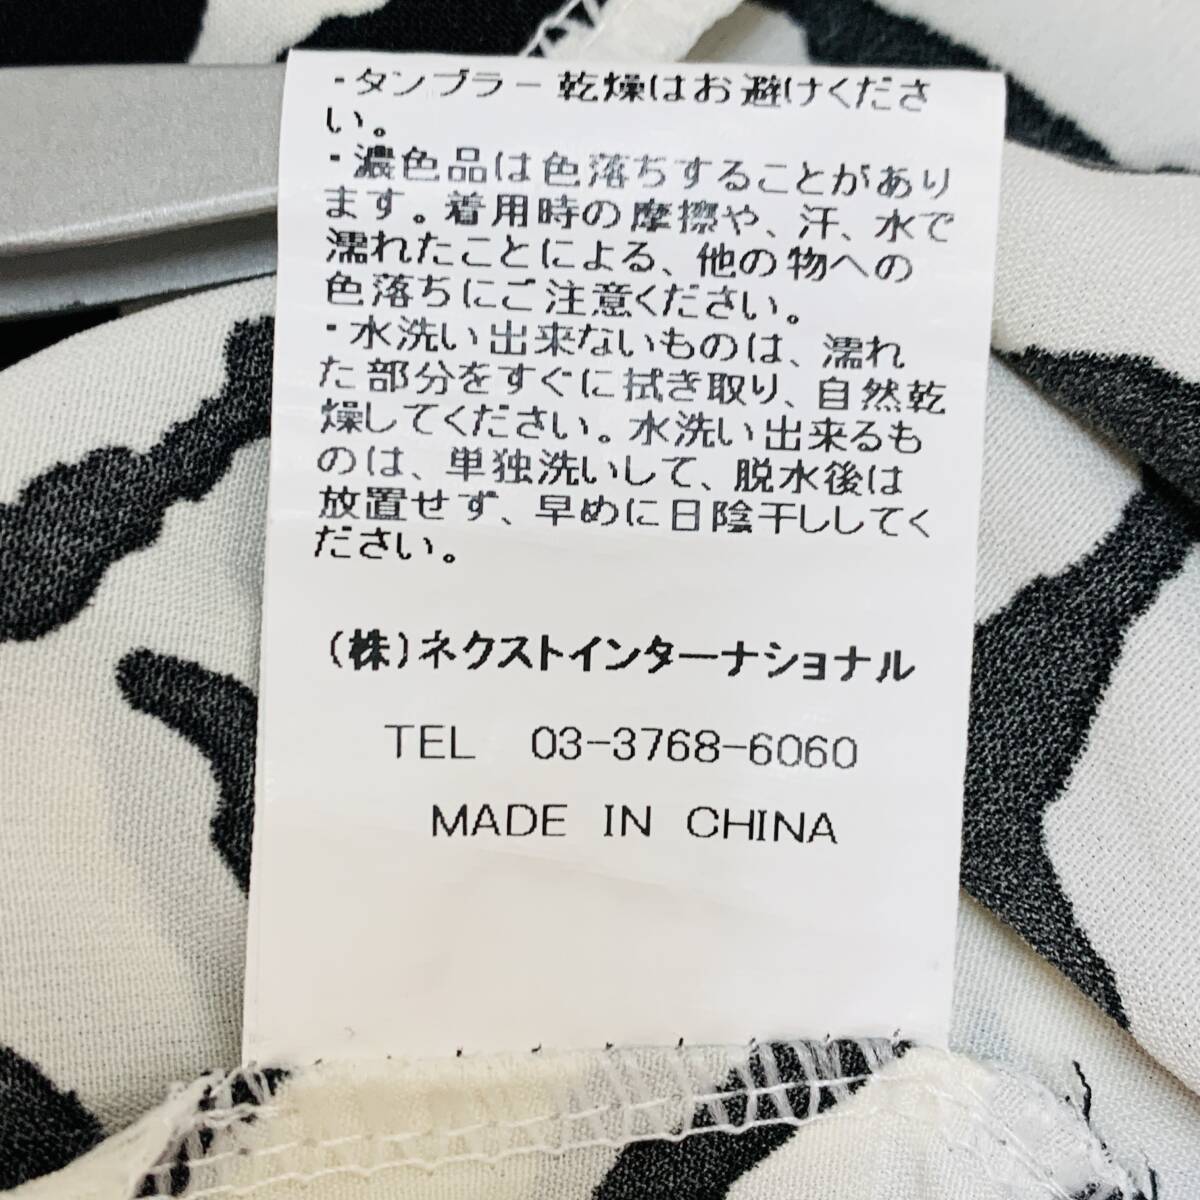 ・タンブラー乾燥はお避けくださ
い。
・濃色品は色落ちすることがあり
ます。着用時の摩擦や、汗、水で
濡れたことによる、他の物への
色落ちにご注意ください。
・水洗い出来ないものは、濡れ
た部分をすぐに拭き取り、自然乾
燥してください。水洗い出来るも
のは、単独洗いして、脱水後は
放置せず、早めに日陰干ししてく
ださい。
(株)ネクストインターナショナル
TEL 03-3768-6060
MADE IN CHINA